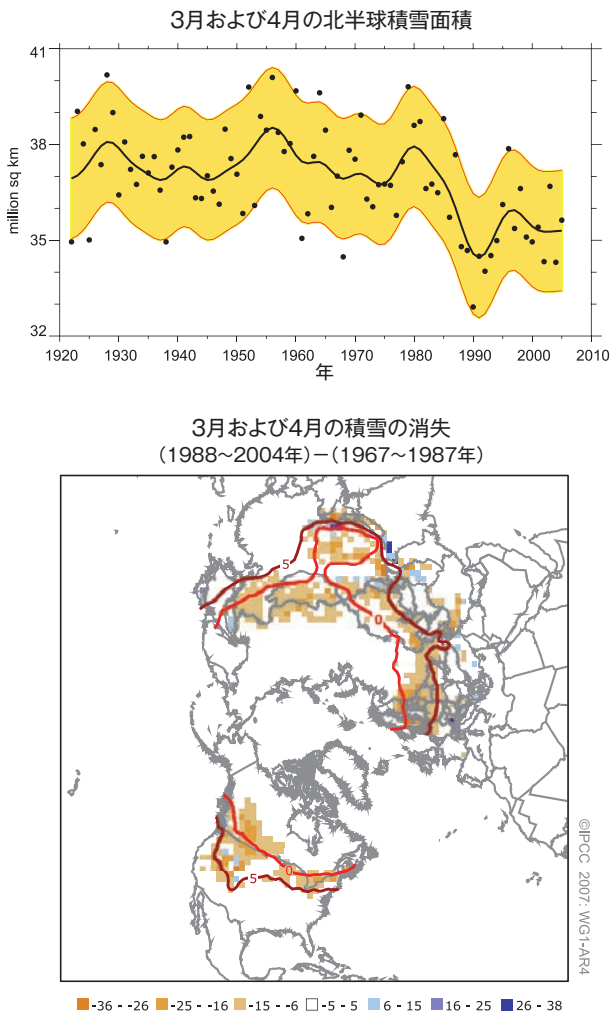 3月および4月の北半球積雪面積
41
38
35
32
million sq km
1920 1930 1940 1950 1960 1970 1980 1990 2000 2010
年
3月および4月の積雪の消失
（1988～2004年）－（1967～1987年）
5
0
0
5
©IPCC 2007: WG1-AR4
-36 - -26 -25 - -16 -15 - -6 -5 - 5 6 - 15 16 - 25 26 - 38